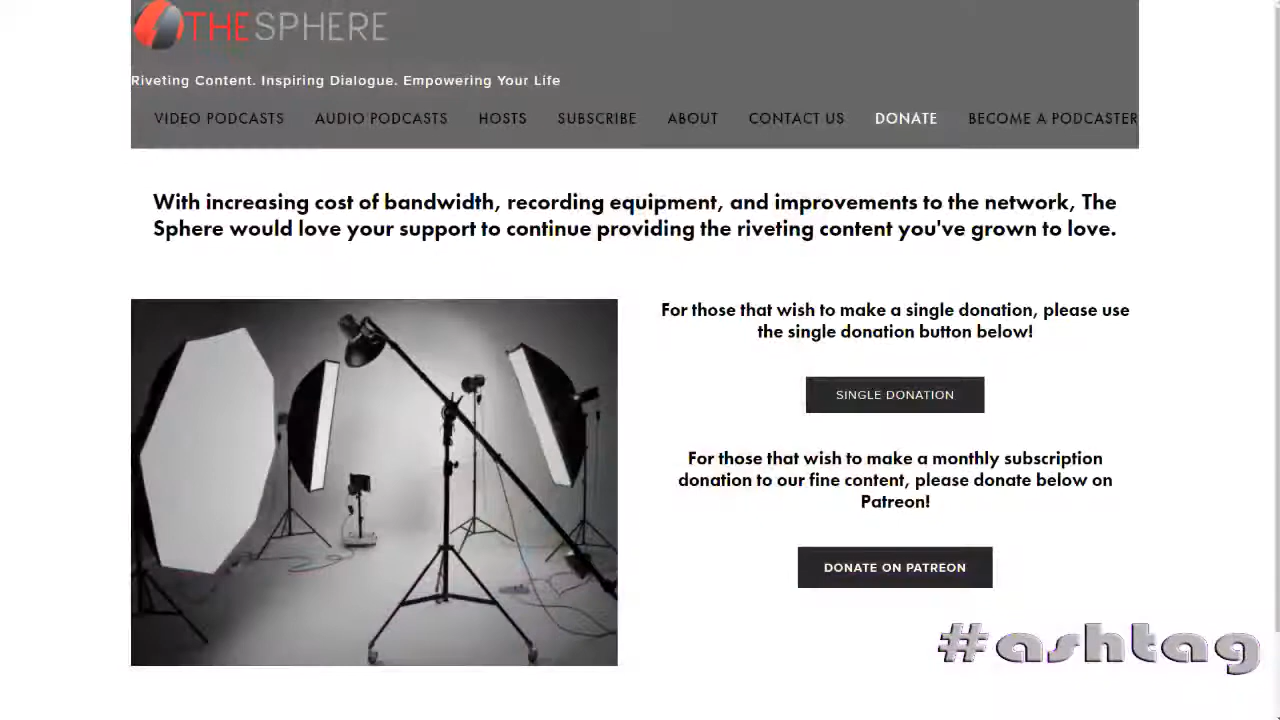 THESPHERE
Riveting Content. Inspiring Dialogue. Empowering Your Life
VIDEO PODCASTS AUDIO PODCASTS HOSTS SUBSCRIBE ABOUT CONTACT US DONATE BECOME A PODCASTER
With increasing cost of bandwidth, recording equipment, and improvements to the network, The
Sphere would love your support to continue providing the riveting content you've grown to love.
For those that wish to make a single donation, please use
the single donation button below!
SINGLE DONATION
For those that wish to make a monthly subscription
donation to our fine content, please donate below on
Patreon!
DONATE ON PATREON
#ashtag